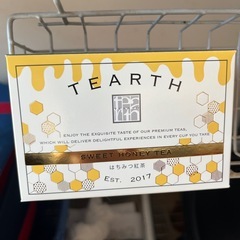 TEARTH
ENJOY THE EXQUISITE TASTE OF OUR PREMIUM TEAS,
WHICH WILL DELIVER DELIGHTFUL EXPERIENCES IN EVERY CUP YOU TAKE.
SWEET HONEY TEA
はちみつ紅茶
EST. 2017